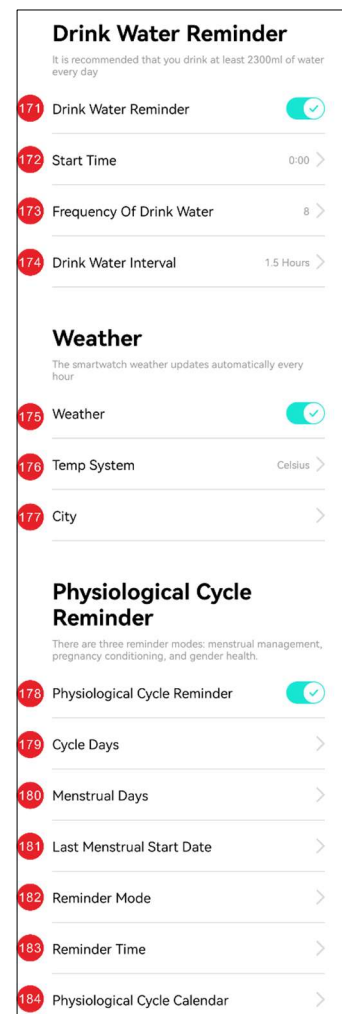 Drink Water Reminder
It is recommended that you drink at least 2300ml of water
every day
171 Drink Water Reminder
172 Start Time 0:00
173 Frequency Of Drink Water 8
174 Drink Water Interval 1.5 Hours
Weather
The smartwatch weather updates automatically every
hour
175 Weather
176 Temp System Celsius
177 City
Physiological Cycle
Reminder
There are three reminder modes: menstrual management,
pregnancy conditioning, and gender health.
178 Physiological Cycle Reminder
179 Cycle Days
180 Menstrual Days
181 Last Menstrual Start Date
182 Reminder Mode
183 Reminder Time
184 Physiological Cycle Calendar